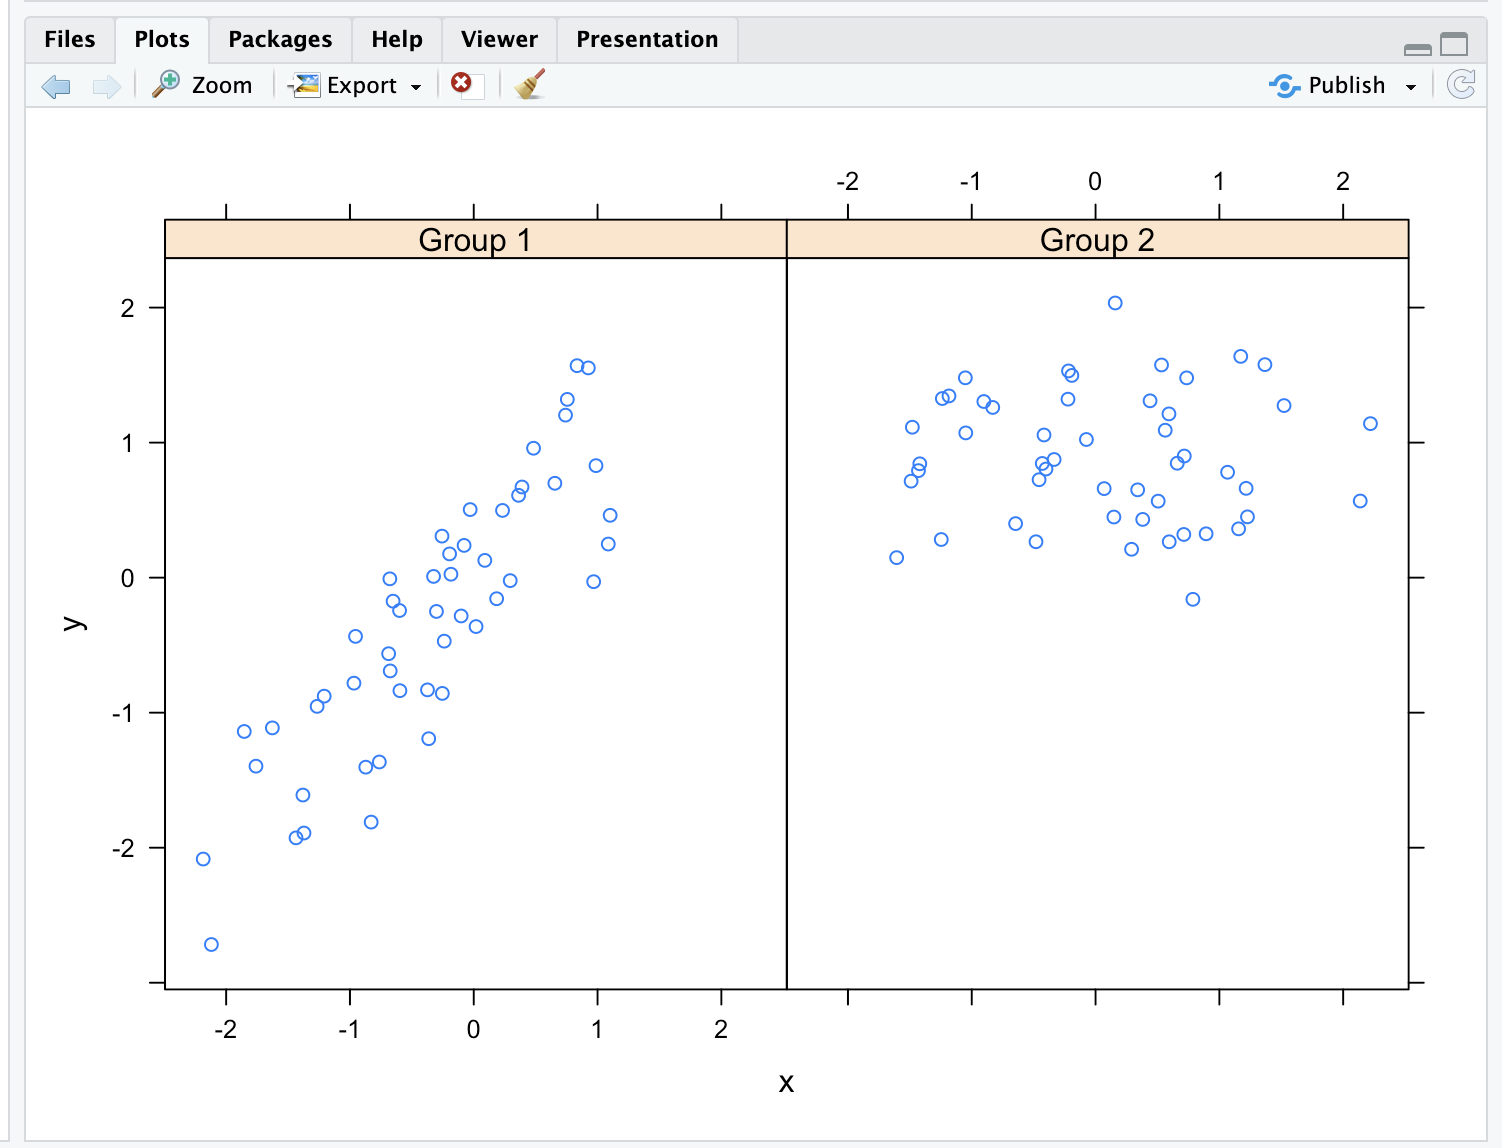 Files Plots Packages Help Viewer Presentation
Zoom Export Publish
-2 -1 0 1 2
Group 1 Group 2
2
1
0
y
-1
-2
-2 -1 0 1 2
x